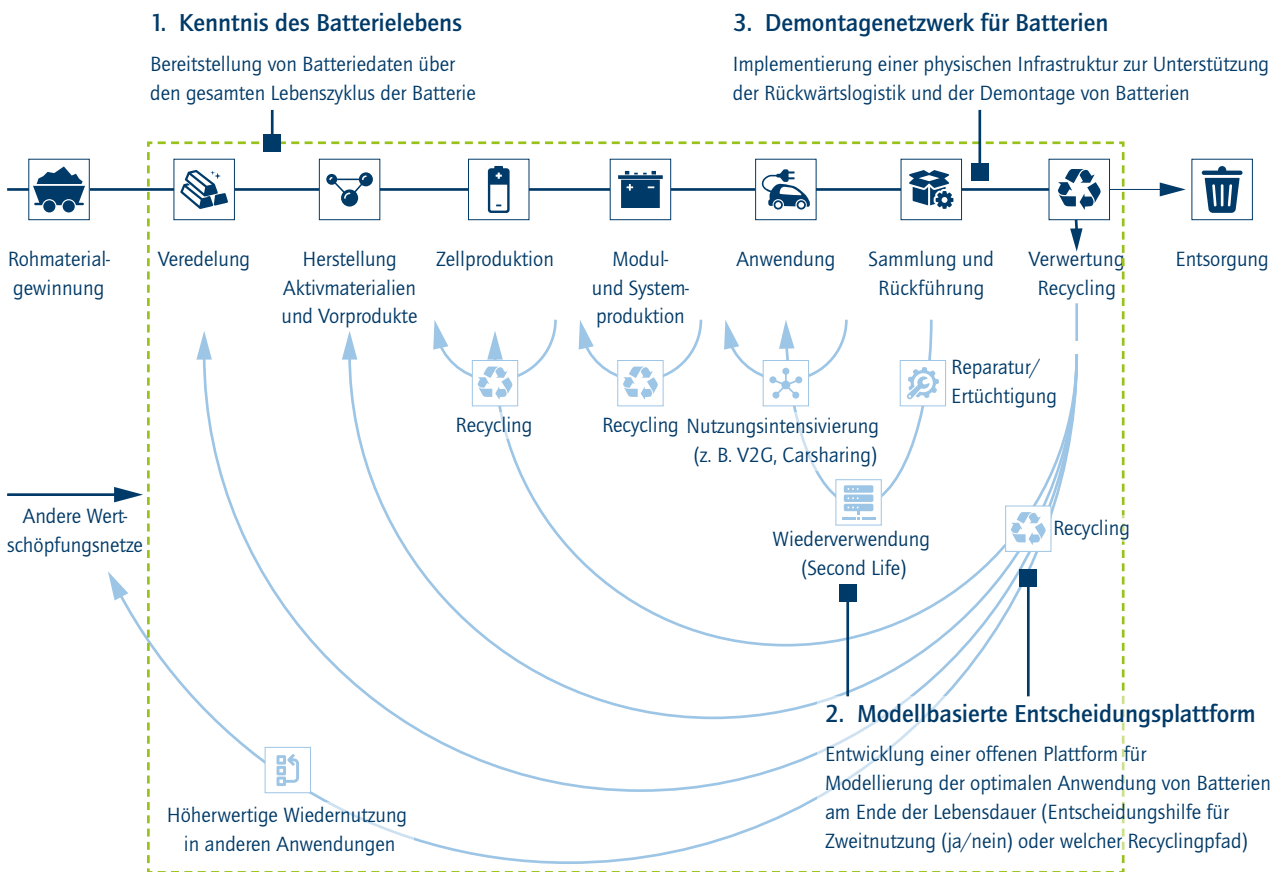 1. Kenntnis des Batterielebens
Bereitstellung von Batteriedaten über
den gesamten Lebenszyklus der Batterie
3. Demontagenetzwerk für Batterien
Implementierung einer physischen Infrastruktur zur Unterstützung
der Rückwärtslogistik und der Demontage von Batterien
Rohmaterial-
gewinnung
Veredelung
Herstellung
Aktivmaterialien
und Vorprodukte
Zellproduktion
Modul-
und System-
produktion
Anwendung
Sammlung und
Rückführung
Verwertung
Recycling
Entsorgung
Recycling
Recycling
Nutzungsintensivierung
(z. B. V2G, Carsharing)
Reparatur/
Ertüchtigung
Andere Wert-
schöpfungsnetze
Wiederverwendung
(Second Life)
Recycling
2. Modellbasierte Entscheidungsplattform
Entwicklung einer offenen Plattform für
Modellierung der optimalen Anwendung von Batterien
am Ende der Lebensdauer (Entscheidungshilfe für
Zweitnutzung (ja/nein) oder welcher Recyclingpfad)
Höherwertige Wiedernutzung
in anderen Anwendungen